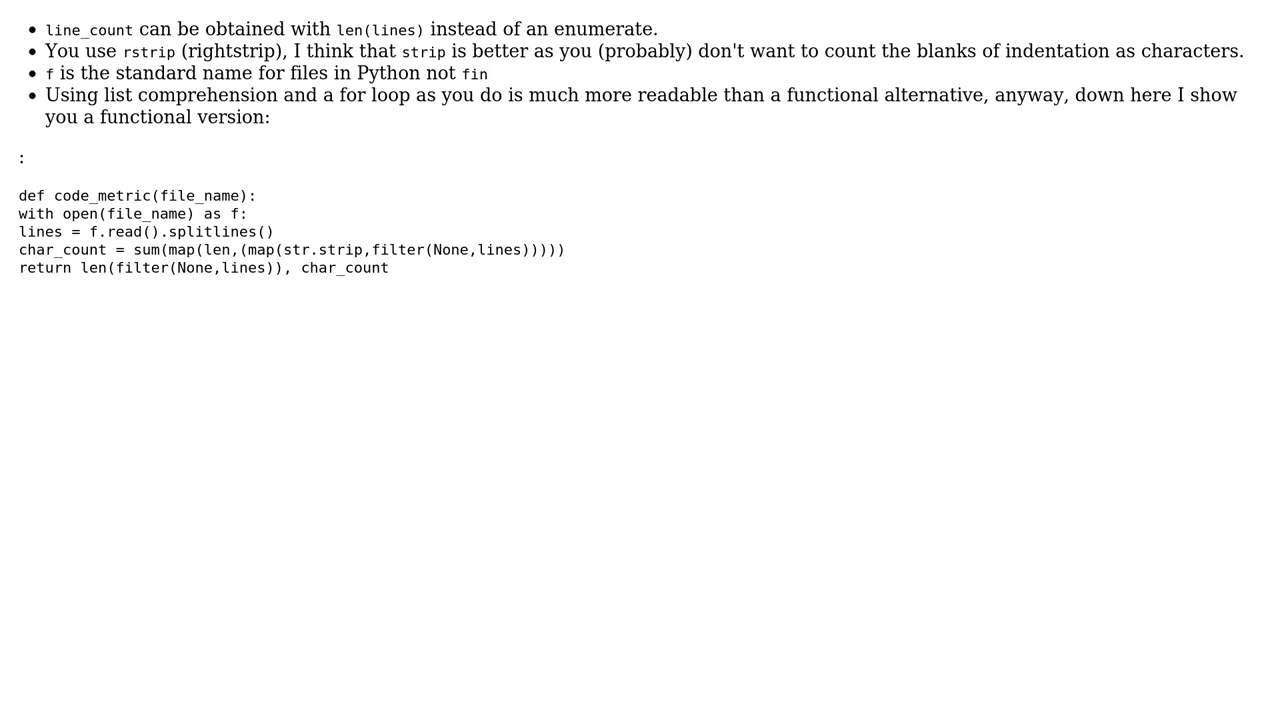 line_count can be obtained with len(lines) instead of an enumerate.
You use rstrip (rightstrip), I think that strip is better as you (probably) don't want to count the blanks of indentation as characters.
f is the standard name for files in Python not fin
Using list comprehension and a for loop as you do is much more readable than a functional alternative, anyway, down here I show
you a functional version:
:
def code_metric(file_name):
with open(file_name) as f:
lines = f.read().splitlines()
char_count = sum(map(len,(map(str.strip,filter(None,lines)))))
return len(filter(None,lines)), char_count